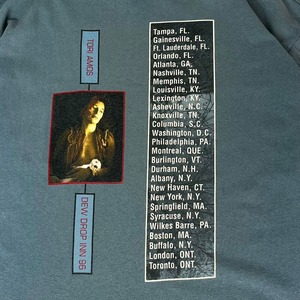 TORI AMOS
DEW DROP INN 96
Tampa, FL.
Gainesville, FL.
Ft. Lauderdale, FL.
Orlando, FL.
Atlanta, GA.
Nashville, TN.
Memphis, TN.
Louisville, KY.
Lexington, KY.
Asheville, N.C.
Knoxville, TN.
Columbia, S.C.
Washington, D.C.
Philadelphia, PA.
Montreal, QUE.
Burlington, VT.
Durham, N.H.
Albany, N.Y.
New Haven, CT.
New York, N.Y.
Springfield, MA.
Syracuse, N.Y.
Wilkes Barre, PA.
Boston, MA.
Buffalo, N.Y.
London, ONT.
Toronto, ONT.